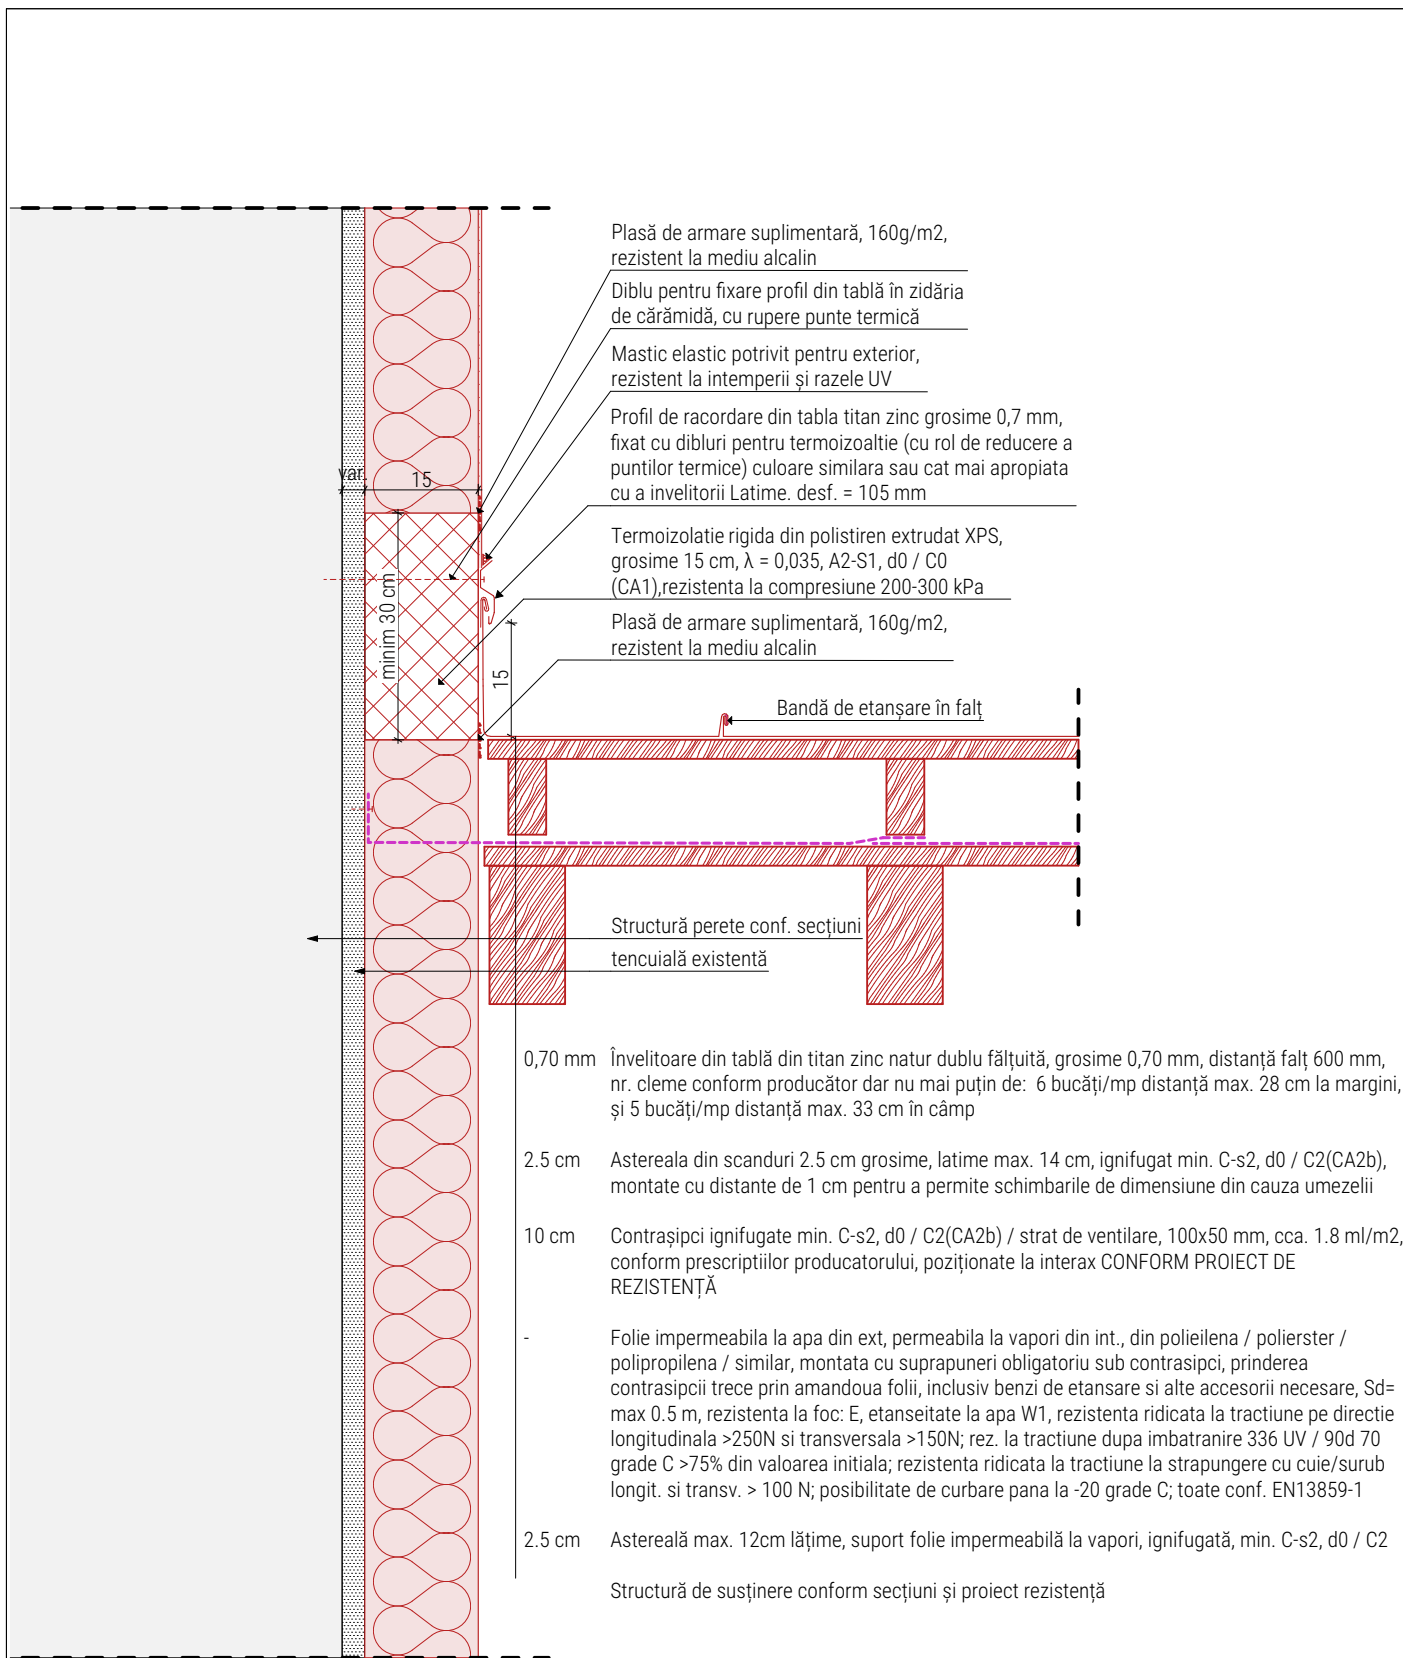 Plasă de armare suplimentară, 160g/m2,
rezistent la mediu alcalin
Diblu pentru fixare profil din tablă în zidăria
de cărămidă, cu rupere punte termică
Mastic elastic potrivit pentru exterior,
rezistent la intemperii și razele UV
Profil de racordare din tabla titan zinc grosime 0,7 mm,
fixat cu dibluri pentru termoizoaltie (cu rol de reducere a
puntilor termice) culoare similara sau cat mai apropiata
cu a invelitorii Latime. desf. = 105 mm
var.
15
Termoizolatie rigida din polistiren extrudat XPS,
grosime 15 cm, λ = 0,035, A2-S1, d0 / C0
(CA1),rezistenta la compresiune 200-300 kPa
minim 30 cm
Plasă de armare suplimentară, 160g/m2,
rezistent la mediu alcalin
15
Bandă de etanșare în falț
Structură perete conf. secțiuni
tencuială existentă
0,70 mm Învelitoare din tablă din titan zinc natur dublu fălțuită, grosime 0,70 mm, distanță falț 600 mm,
nr. cleme conform producător dar nu mai puțin de: 6 bucăți/mp distanță max. 28 cm la margini,
și 5 bucăți/mp distanță max. 33 cm în câmp
2.5 cm Astereala din scanduri 2.5 cm grosime, latime max. 14 cm, ignifugat min. C-s2, d0 / C2(CA2b),
montate cu distante de 1 cm pentru a permite schimbarile de dimensiune din cauza umezelii
10 cm Contrașipci ignifugate min. C-s2, d0 / C2(CA2b) / strat de ventilare, 100x50 mm, cca. 1.8 ml/m2,
conform prescriptiilor producatorului, poziționate la interax CONFORM PROIECT DE
REZISTENȚĂ
- Folie impermeabila la apa din ext, permeabila la vapori din int., din polieilena / polierster /
polipropilena / similar, montata cu suprapuneri obligatoriu sub contrasipci, prinderea
contrasipcii trece prin amandoua folii, inclusiv benzi de etansare si alte accesorii necesare, Sd=
max 0.5 m, rezistenta la foc: E, etanseitate la apa W1, rezistenta ridicata la tractiune pe directie
longitudinala >250N si transversala >150N; rez. la tractiune dupa imbatranire 336 UV / 90d 70
grade C >75% din valoarea initiala; rezistenta ridicata la tractiune la strapungere cu cuie/surub
longit. si transv. > 100 N; posibilitate de curbare pana la -20 grade C; toate conf. EN13859-1
2.5 cm Astereală max. 12cm lățime, suport folie impermeabilă la vapori, ignifugată, min. C-s2, d0 / C2
Structură de susținere conform secțiuni și proiect rezistență